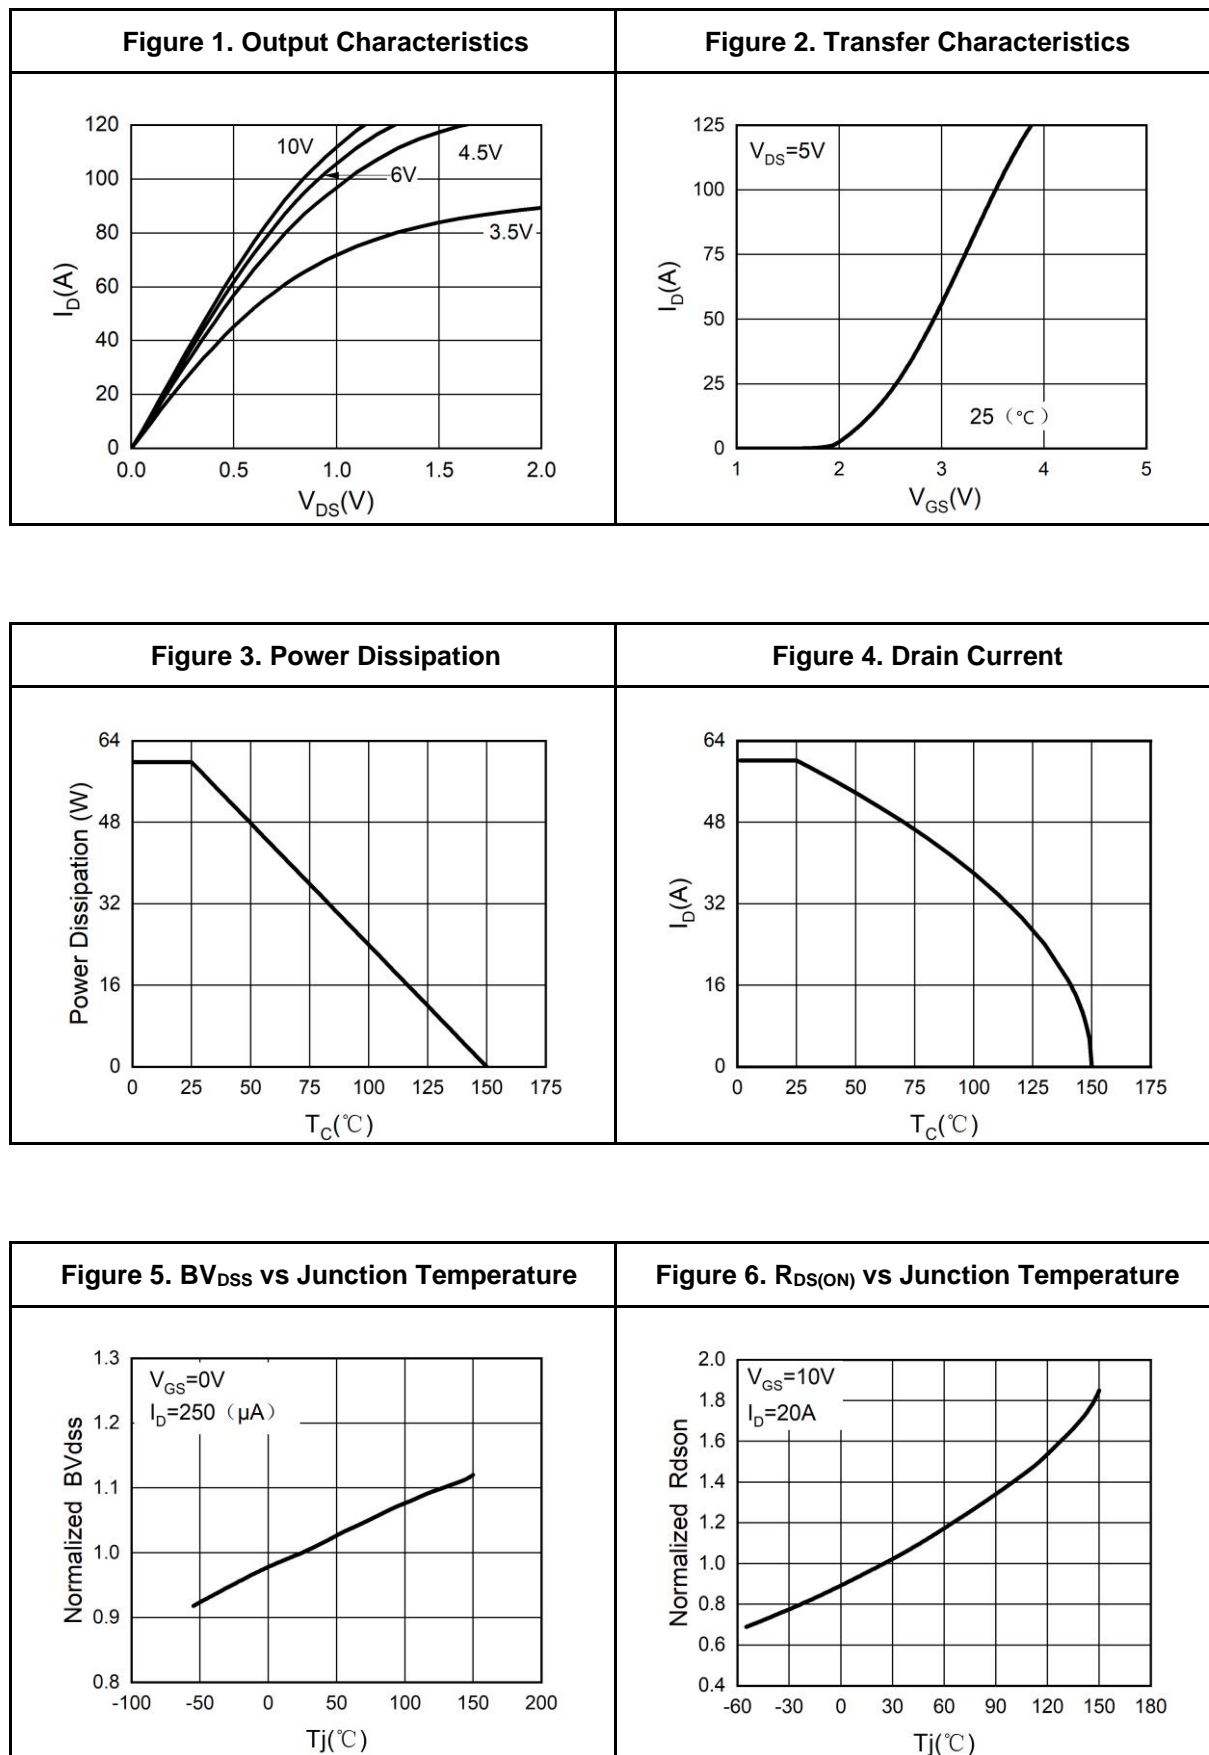 Figure 1. Output Characteristics
Figure 2. Transfer Characteristics
120
100
80
60
40
20
0
I_D(A)
10V
6V
4.5V
3.5V
0.0 0.5 1.0 1.5 2.0
V_DS(V)
125
100
75
50
25
0
I_D(A)
V_DS=5V
25（℃）
1 2 3 4 5
V_GS(V)
Figure 3. Power Dissipation
Figure 4. Drain Current
64
48
32
16
0
Power Dissipation (W)
0 25 50 75 100 125 150 175
T_C(℃)
64
48
32
16
0
I_D(A)
0 25 50 75 100 125 150 175
T_C(℃)
Figure 5. BV_DSS vs Junction Temperature
Figure 6. R_DS(ON) vs Junction Temperature
1.3
1.2
1.1
1.0
0.9
0.8
Normalized BVdss
V_GS=0V
I_D=250（μA）
-100 -50 0 50 100 150 200
Tj(℃)
2.0
1.8
1.6
1.4
1.2
1.0
0.8
0.6
0.4
Normalized Rdson
V_GS=10V
I_D=20A
-60 -30 0 30 60 90 120 150 180
Tj(℃)